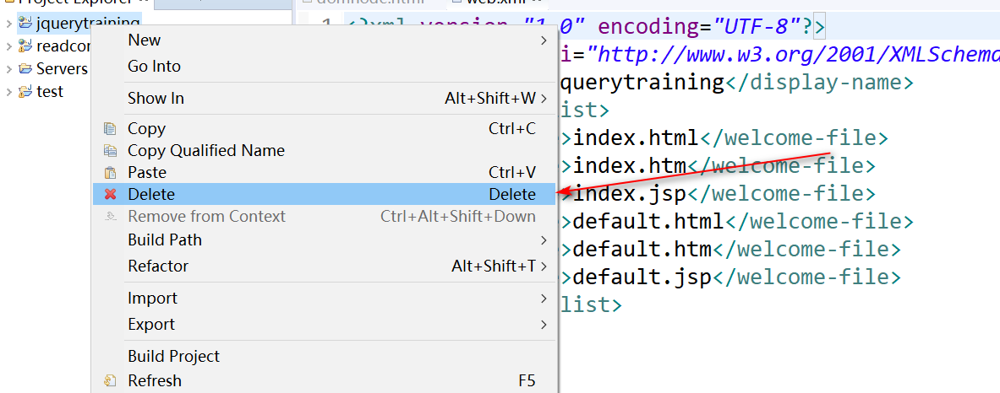 Project Explorer
domnode.html web.xml
jquerytraining
Servers
test
New
Go Into
Show In Alt+Shift+W
Copy Ctrl+C
Copy Qualified Name
Paste Ctrl+V
Delete Delete
Remove from Context Ctrl+Alt+Shift+Down
Build Path
Refactor Alt+Shift+T
Import
Export
Build Project
Refresh F5
1 <?xml version="1.0" encoding="UTF-8"?>
i="http://www.w3.org/2001/XMLSchema
querytraining</display-name>
ist>
>index.html</welcome-file>
>index.htm</welcome-file>
>index.jsp</welcome-file>
>default.html</welcome-file>
>default.htm</welcome-file>
>default.jsp</welcome-file>
list>